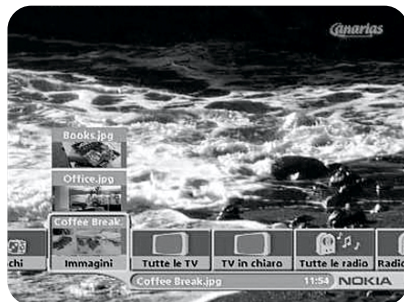 Canarias
Books.jpg
Office.jpg
Coffee Break.
chi
Immagini
Tutte le TV
TV in chiaro
Tutte le radio
Radio
Coffee Break.jpg
11:54
NOKIA